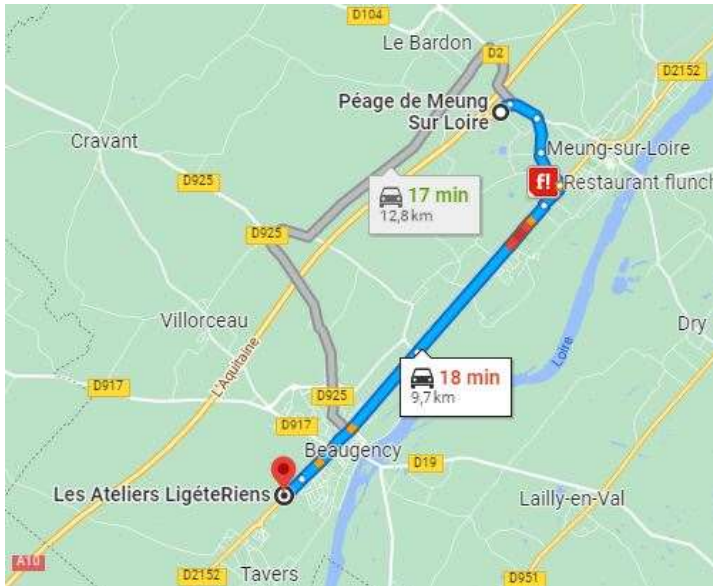 D104
Le Bardon
D2
D2152
Péage de Meung
Sur Loire
Cravant
Meung-sur-Loire
f!
Restaurant flunch
D925
17 min
12,8 km
D925
L'Aquitaine
Villorceau
Loire
Dry
18 min
9,7 km
D917
D925
D917
Beaugency
D19
Les Ateliers LigéteRiens
Lailly-en-Val
A10
D2152
Tavers
D951